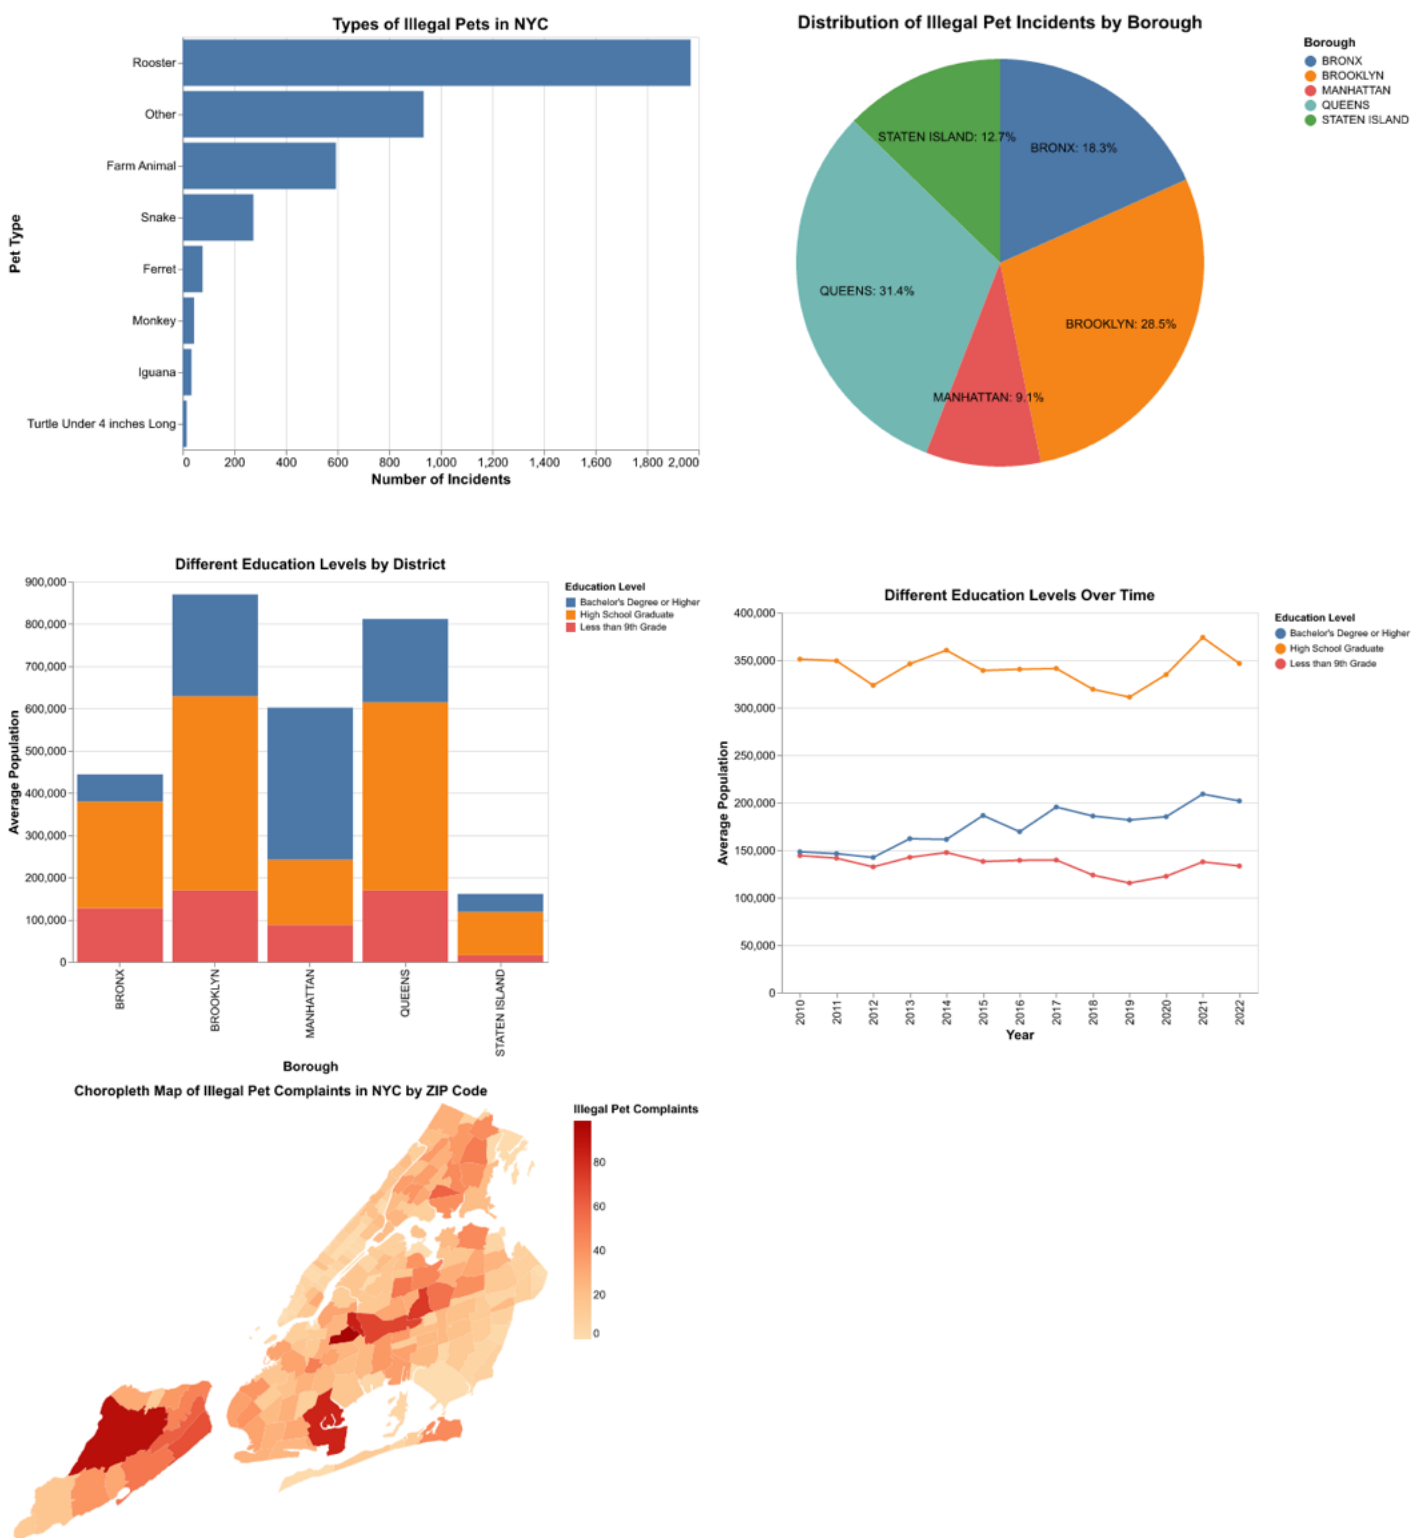 Types of Illegal Pets in NYC
Pet Type
Rooster
Other
Farm Animal
Snake
Ferret
Monkey
Iguana
Turtle Under 4 inches Long
0 200 400 600 800 1,000 1,200 1,400 1,600 1,800 2,000
Number of Incidents
Distribution of Illegal Pet Incidents by Borough
STATEN ISLAND: 12.7%
BRONX: 18.3%
QUEENS: 31.4%
BROOKLYN: 28.5%
MANHATTAN: 9.1%
Borough
BRONX
BROOKLYN
MANHATTAN
QUEENS
STATEN ISLAND
Different Education Levels by District
Average Population
900,000
800,000
700,000
600,000
500,000
400,000
300,000
200,000
100,000
0
BRONX
BROOKLYN
MANHATTAN
QUEENS
STATEN ISLAND
Borough
Education Level
Bachelor's Degree or Higher
High School Graduate
Less than 9th Grade
Different Education Levels Over Time
Average Population
400,000
350,000
300,000
250,000
200,000
150,000
100,000
50,000
0
2010
2011
2012
2013
2014
2015
2016
2017
2018
2019
2020
2021
2022
Year
Education Level
Bachelor's Degree or Higher
High School Graduate
Less than 9th Grade
Choropleth Map of Illegal Pet Complaints in NYC by ZIP Code
Illegal Pet Complaints
80
60
40
20
0